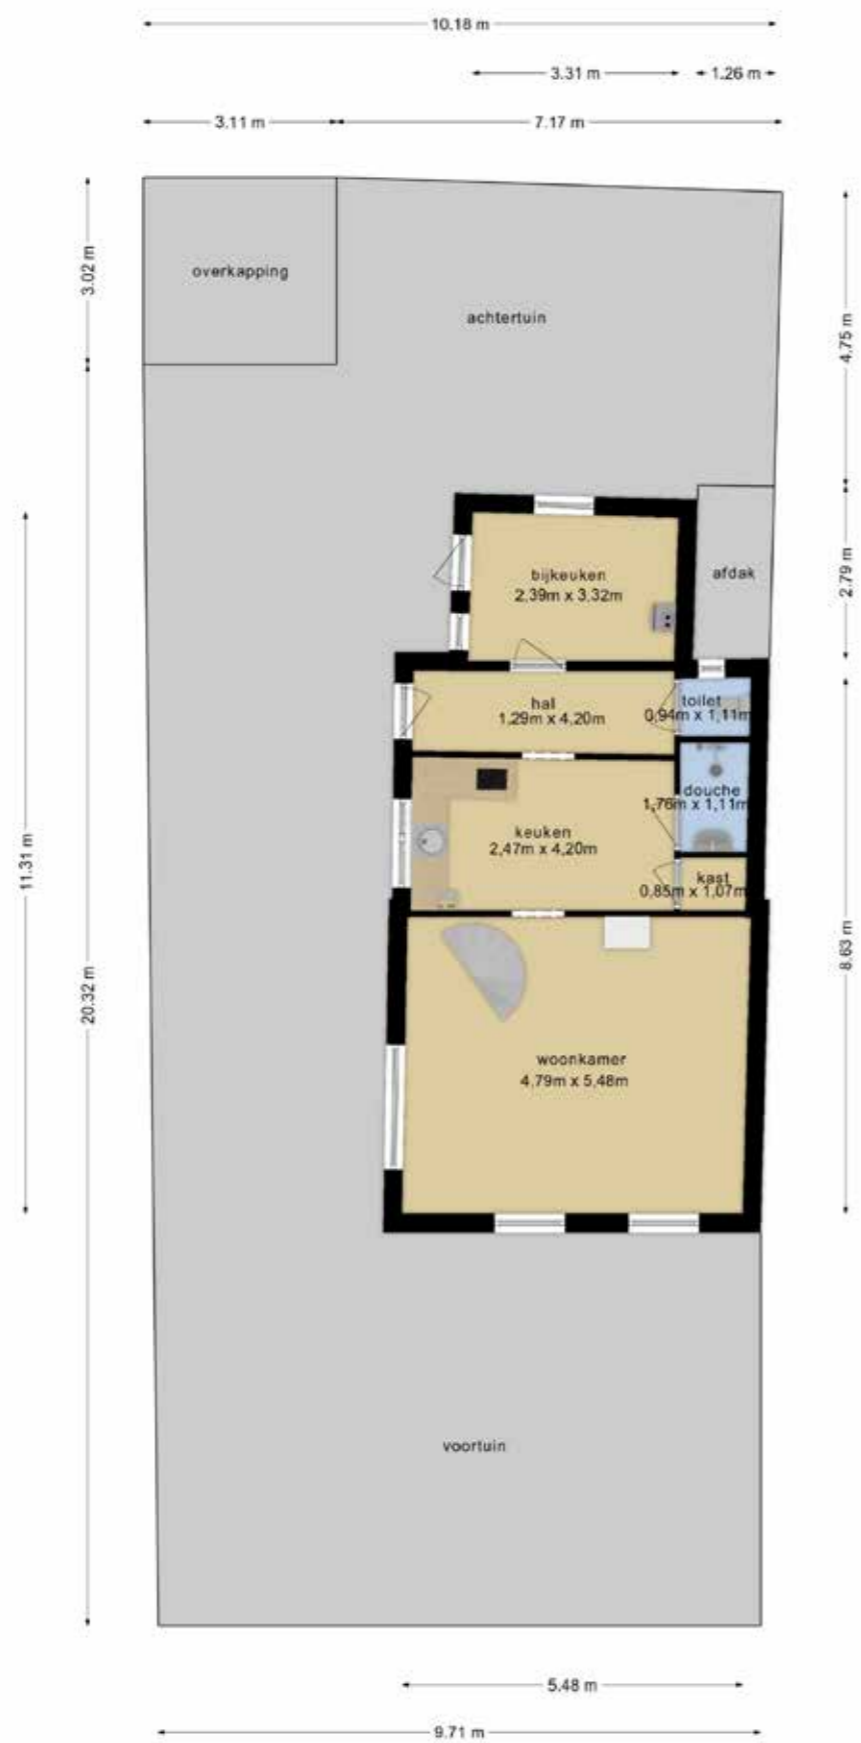 10.18 m
3.31 m
1.26 m
3.11 m
7.17 m
3.02 m
overkapping
achtertuin
4.75 m
bijkeuken
2,39m x 3,32m
afdak
2.79 m
hal
1,29m x 4,20m
toilet
0,94m x 1,11m
douche
1,76m x 1,11m
keuken
2,47m x 4,20m
kast
0,85m x 1,07m
11.31 m
20.32 m
8.63 m
woonkamer
4,79m x 5,48m
voortuin
5.48 m
9.71 m